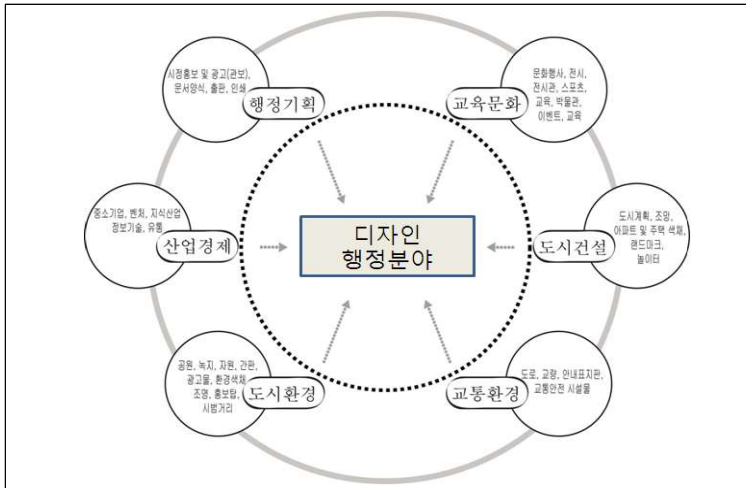 시정홍보 및 광고(관보),
문서양식, 출판, 인쇄
행정기획
문화행사, 전시,
전시관, 스포츠,
교육, 박물관,
이벤트, 교육
교육문화
중소기업, 벤처, 지식산업
정보기술, 유통
산업경제
디자인
행정분야
도시계획, 조망,
아파트 및 주택 색채,
랜드마크,
놀이터
도시건설
공원, 녹지, 자원, 간판,
광고물, 환경색채
조명, 홍보탑,
시범거리
도시환경
도로, 교량, 안내표지판,
교통안전 시설물
교통환경